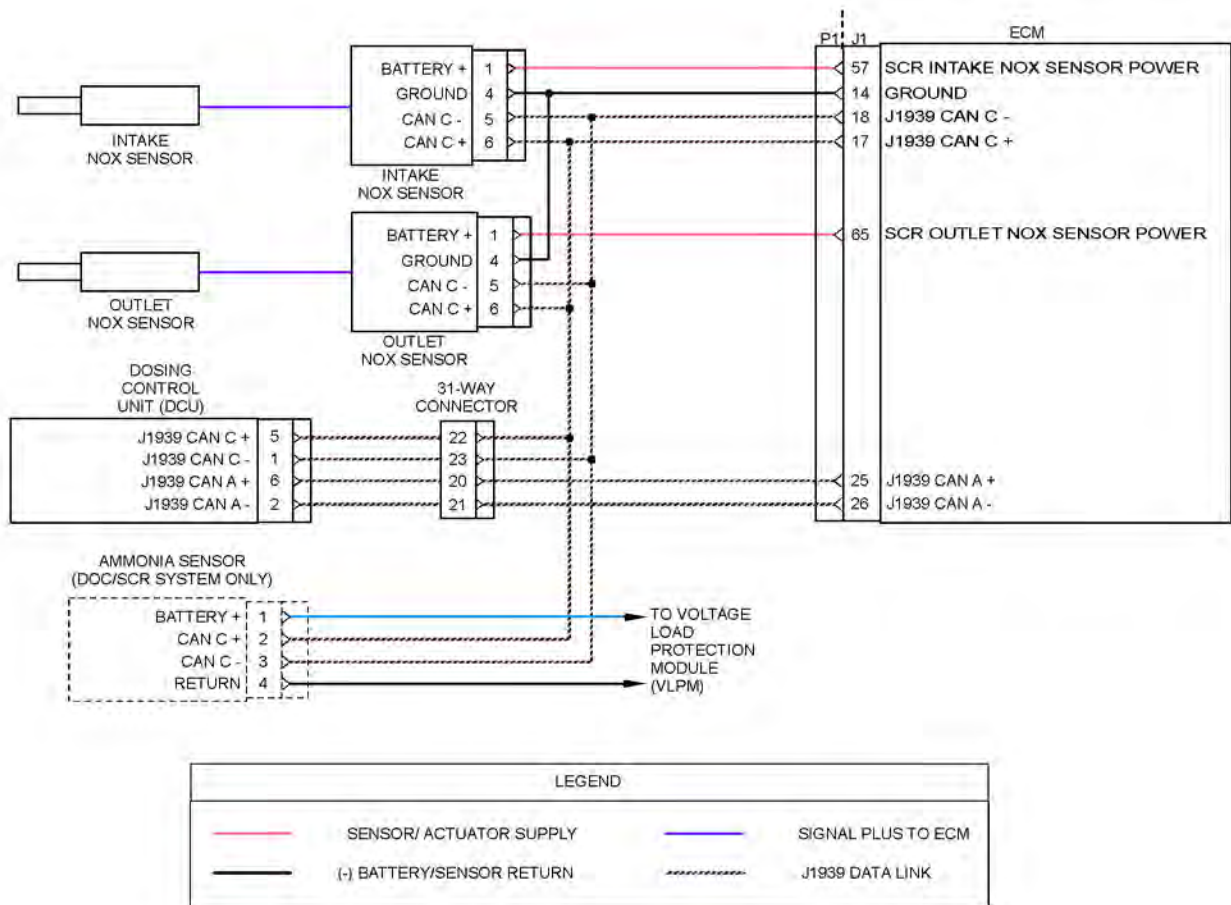 P1 J1 ECM
BATTERY + 1
GROUND 4
CAN C - 5
CAN C + 6
INTAKE
NOX SENSOR
INTAKE
NOX SENSOR
57 SCR INTAKE NOX SENSOR POWER
14 GROUND
18 J1939 CAN C -
17 J1939 CAN C +
BATTERY + 1
GROUND 4
CAN C - 5
CAN C + 6
OUTLET
NOX SENSOR
OUTLET
NOX SENSOR
65 SCR OUTLET NOX SENSOR POWER
DOSING
CONTROL
UNIT (DCU)
J1939 CAN C + 5
J1939 CAN C - 1
J1939 CAN A + 6
J1939 CAN A - 2
31-WAY
CONNECTOR
22
23
20
21
25 J1939 CAN A +
26 J1939 CAN A -
AMMONIA SENSOR
(DOC/SCR SYSTEM ONLY)
BATTERY + 1
CAN C + 2
CAN C - 3
RETURN 4
TO VOLTAGE
LOAD
PROTECTION
MODULE
(VLPM)
LEGEND
SENSOR/ ACTUATOR SUPPLY
SIGNAL PLUS TO ECM
(-) BATTERY/SENSOR RETURN
J1939 DATA LINK